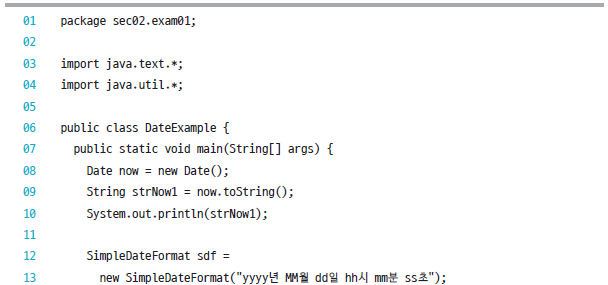 01 package sec02.exam01;
02
03 import java.text.*;
04 import java.util.*;
05
06 public class DateExample {
07 public static void main(String[] args) {
08 Date now = new Date();
09 String strNow1 = now.toString();
10 System.out.println(strNow1);
11
12 SimpleDateFormat sdf =
13 new SimpleDateFormat("yyyy년 MM월 dd일 hh시 mm분 ss초");